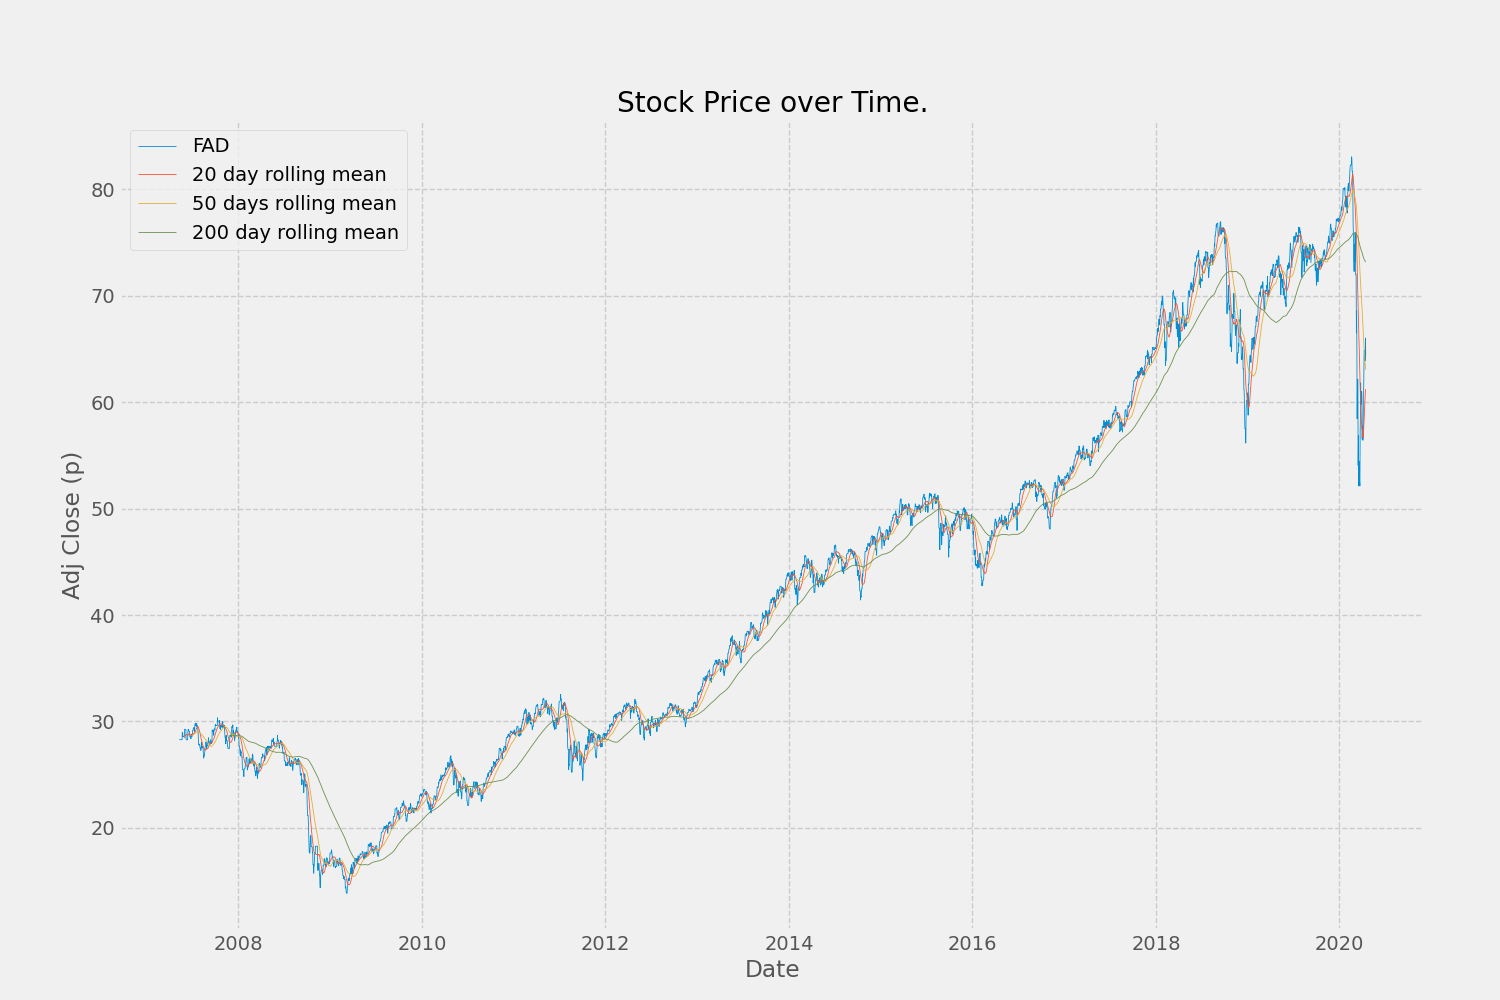 Stock Price over Time.
FAD
20 day rolling mean
50 days rolling mean
200 day rolling mean
Adj Close (p)
80
70
60
50
40
30
20
2008 2010 2012 2014 2016 2018 2020
Date